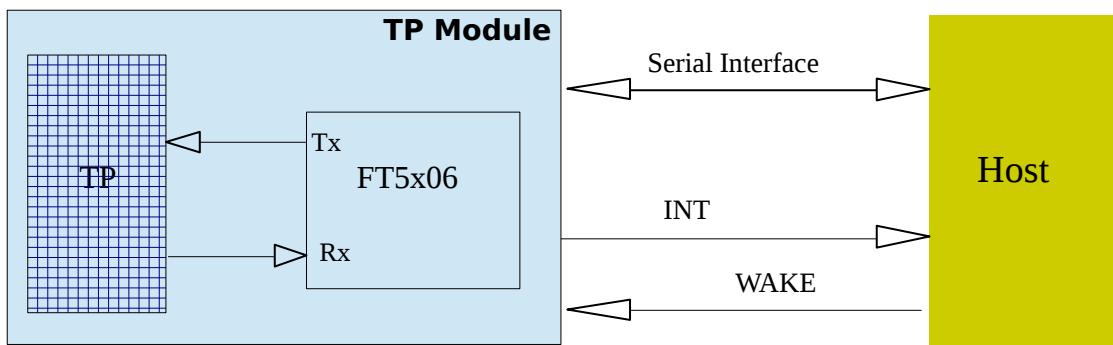 TP Module
Serial Interface
Tx
TP
FT5x06
Host
INT
Rx
WAKE